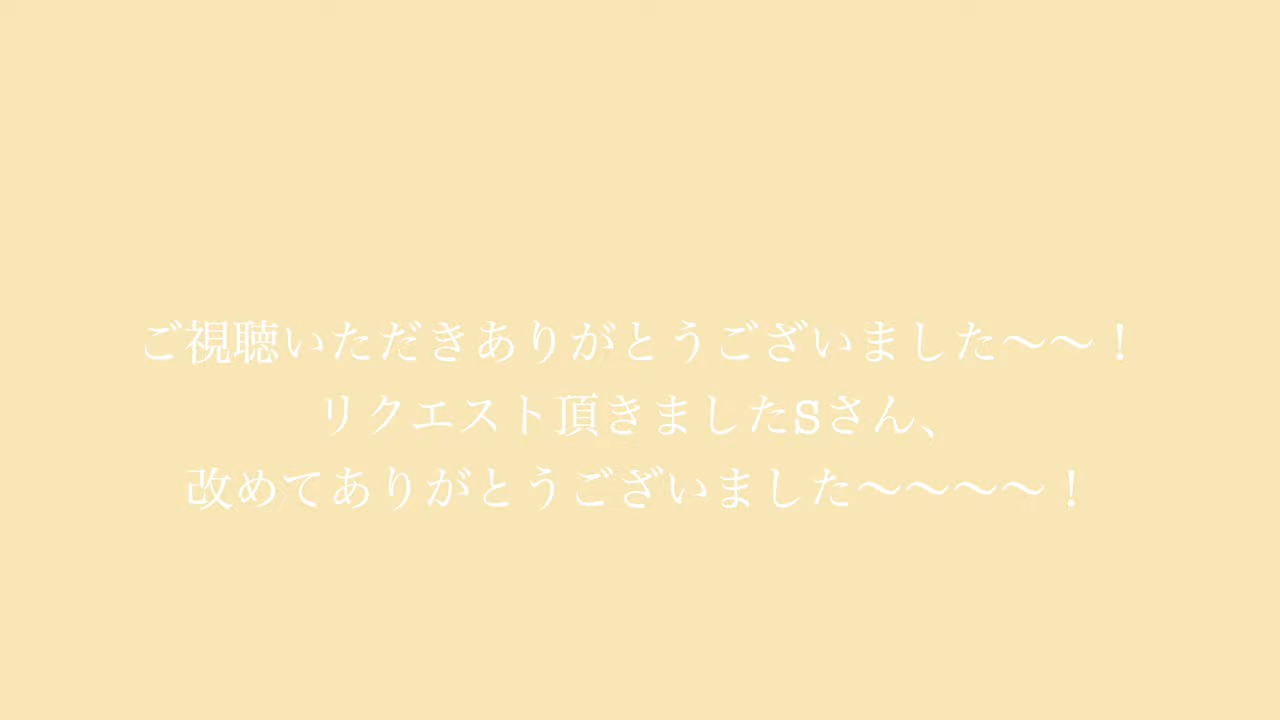 ご視聴いただきありがとうございました～～！
リクエスト頂きましたSさん、
改めてありがとうございました～～～～！